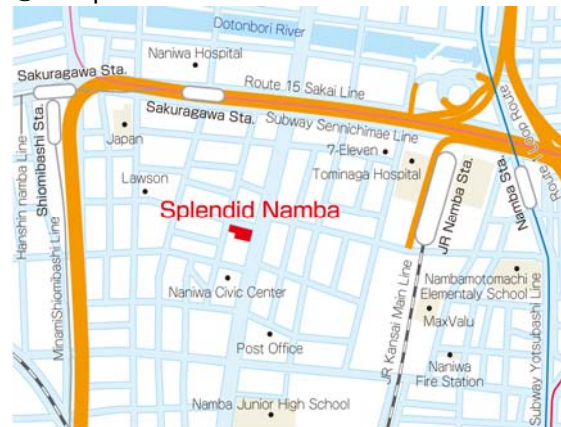 Dotonbori River
Naniwa Hospital
Sakuragawa Sta.
Route 15 Sakai Line
Sakuragawa Sta.
Subway Sennichimae Line
Japan
7-Eleven
Tominaga Hospital
Hanshin namba Line
Shiomibashi Sta.
Lawson
Splendid Namba
JR Namba Sta.
Namba Sta.
Loop Route
MinamiShiomibashi Line
Naniwa Civic Center
Nambamotomachi
Elementaly School
MaxValu
JR Kansai Main Line
Post Office
Naniwa
Fire Station
Subway Yotsubashi Line
Namba Junior High School